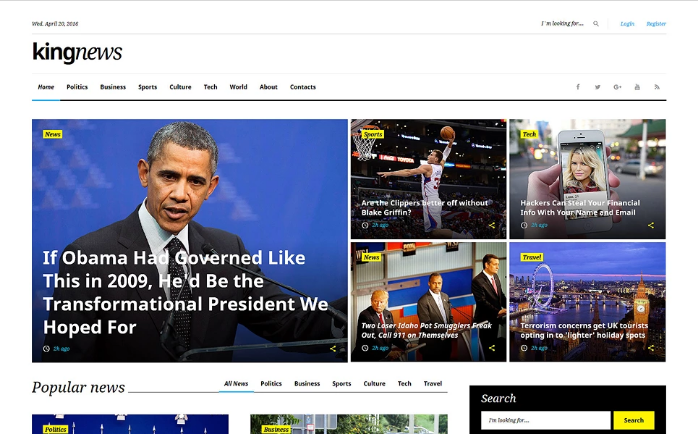 Wed. April 20, 2016
I'm looking for...
Login Register
kingnews
Home Politics Business Sports Culture Tech World About Contacts
News
If Obama Had Governed Like
This in 2009, He'd Be the
Transformational President We
Hoped For
2h ago
Sports
Are the Clippers better off without
Blake Griffin?
2h ago
Tech
Hackers Can Steal Your Financial
Info With Your Name and Email
2h ago
News
Two Loser Idaho Pot Smugglers Freak
Out, Call 911 on Themselves
2h ago
Travel
Terrorism concerns get UK tourists
opting in to 'lighter' holiday spots
2h ago
Popular news
All News Politics Business Sports Culture Tech Travel
Politics
Business
Search
I'm looking for...
Search